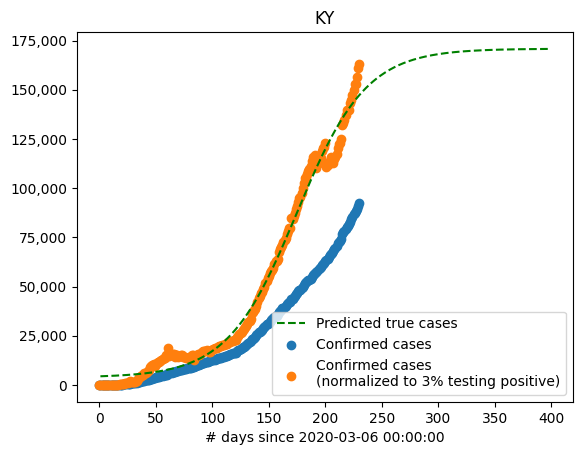 KY
175,000
150,000
125,000
100,000
75,000
50,000
25,000
0
Predicted true cases
Confirmed cases
Confirmed cases
(normalized to 3% testing positive)
0 50 100 150 200 250 300 350 400
# days since 2020-03-06 00:00:00